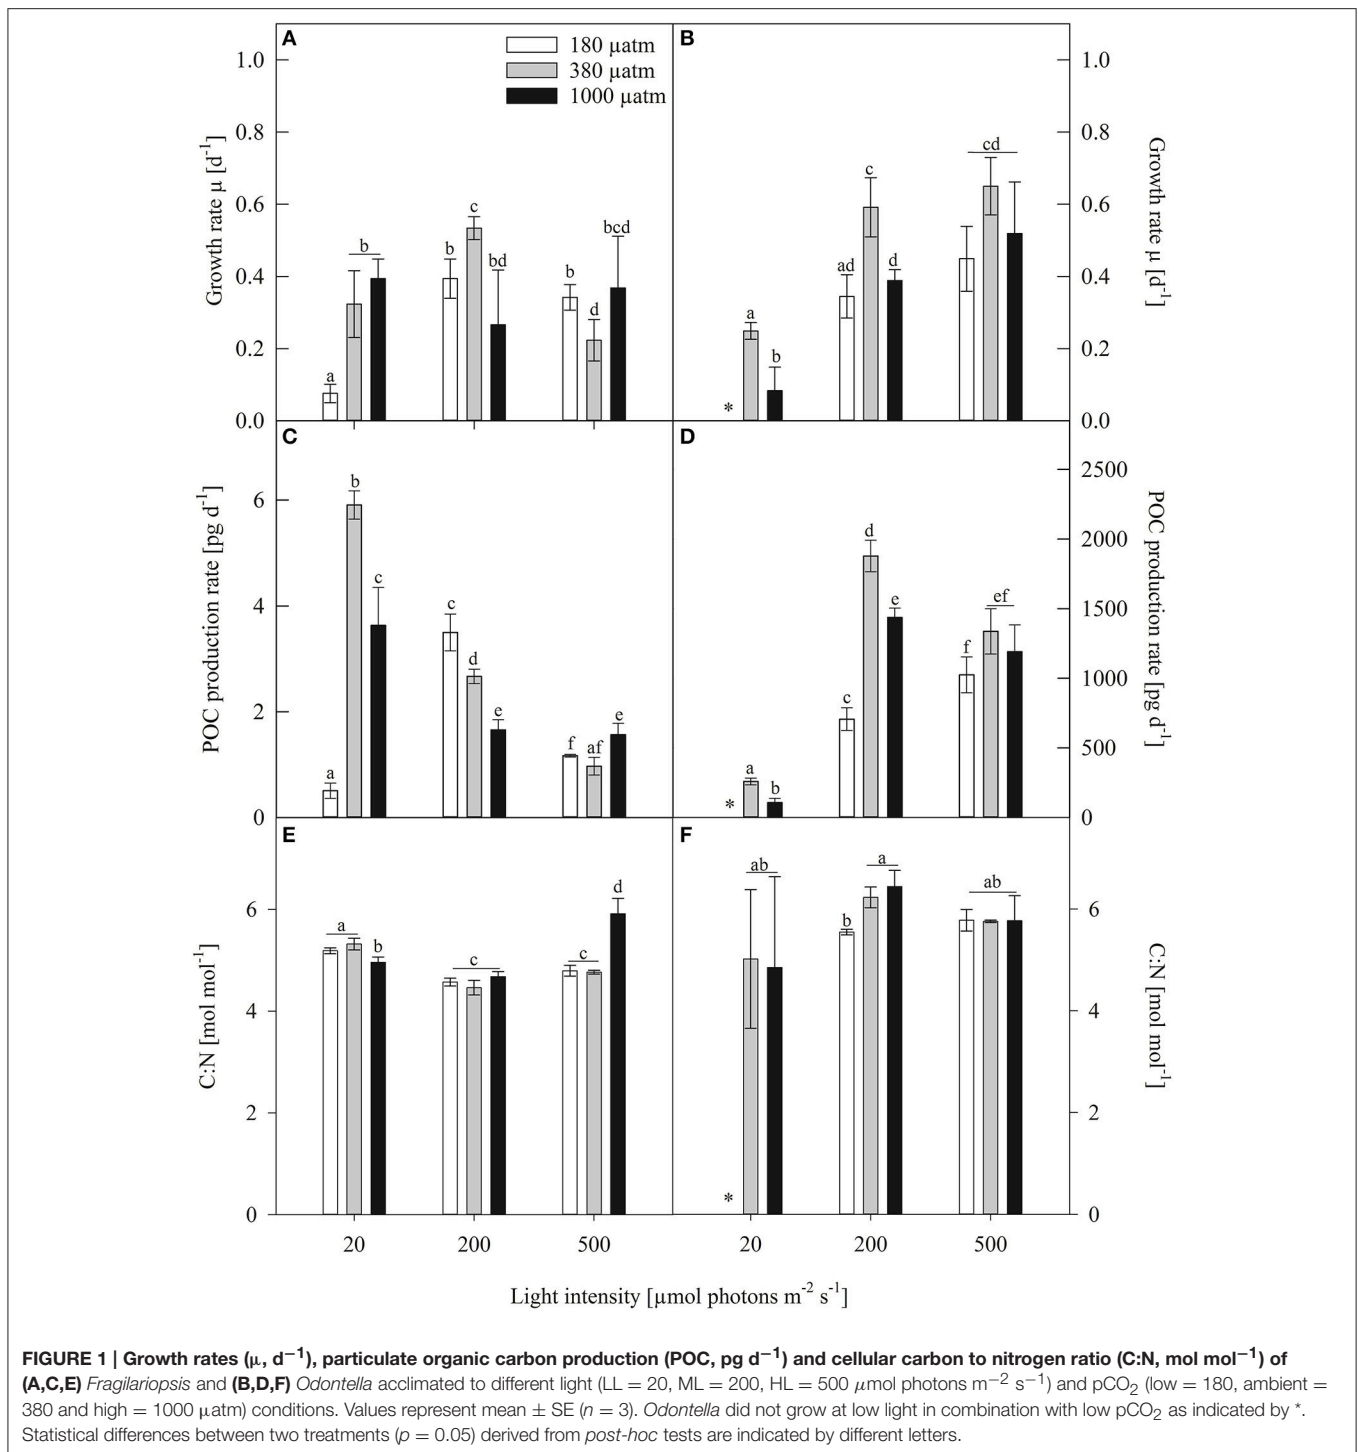 A
180 µatm
380 µatm
1000 µatm
B
1.0
0.8
0.6
0.4
0.2
0.0
Growth rate µ [d⁻¹]
a
b
b
c
bd
b
d
bcd
*
a
b
ad
c
d
cd
1.0
0.8
0.6
0.4
0.2
0.0
Growth rate µ [d⁻¹]
C
6
4
2
0
POC production rate [pg d⁻¹]
a
b
c
c
d
e
f
af
e
D
*
a
b
c
d
e
f
ef
2500
2000
1500
1000
500
0
POC production rate [pg d⁻¹]
E
6
4
2
0
C:N [mol mol⁻¹]
a
b
c
c
d
F
*
ab
b
a
ab
6
4
2
0
C:N [mol mol⁻¹]
20 200 500 20 200 500
Light intensity [µmol photons m⁻² s⁻¹]
FIGURE 1 | Growth rates (µ, d⁻¹), particulate organic carbon production (POC, pg d⁻¹) and cellular carbon to nitrogen ratio (C:N, mol mol⁻¹) of
(A,C,E) Fragilariopsis and (B,D,F) Odontella acclimated to different light (LL = 20, ML = 200, HL = 500 µmol photons m⁻² s⁻¹) and pCO₂ (low = 180, ambient =
380 and high = 1000 µatm) conditions. Values represent mean ± SE (n = 3). Odontella did not grow at low light in combination with low pCO₂ as indicated by *.
Statistical differences between two treatments (p = 0.05) derived from post-hoc tests are indicated by different letters.